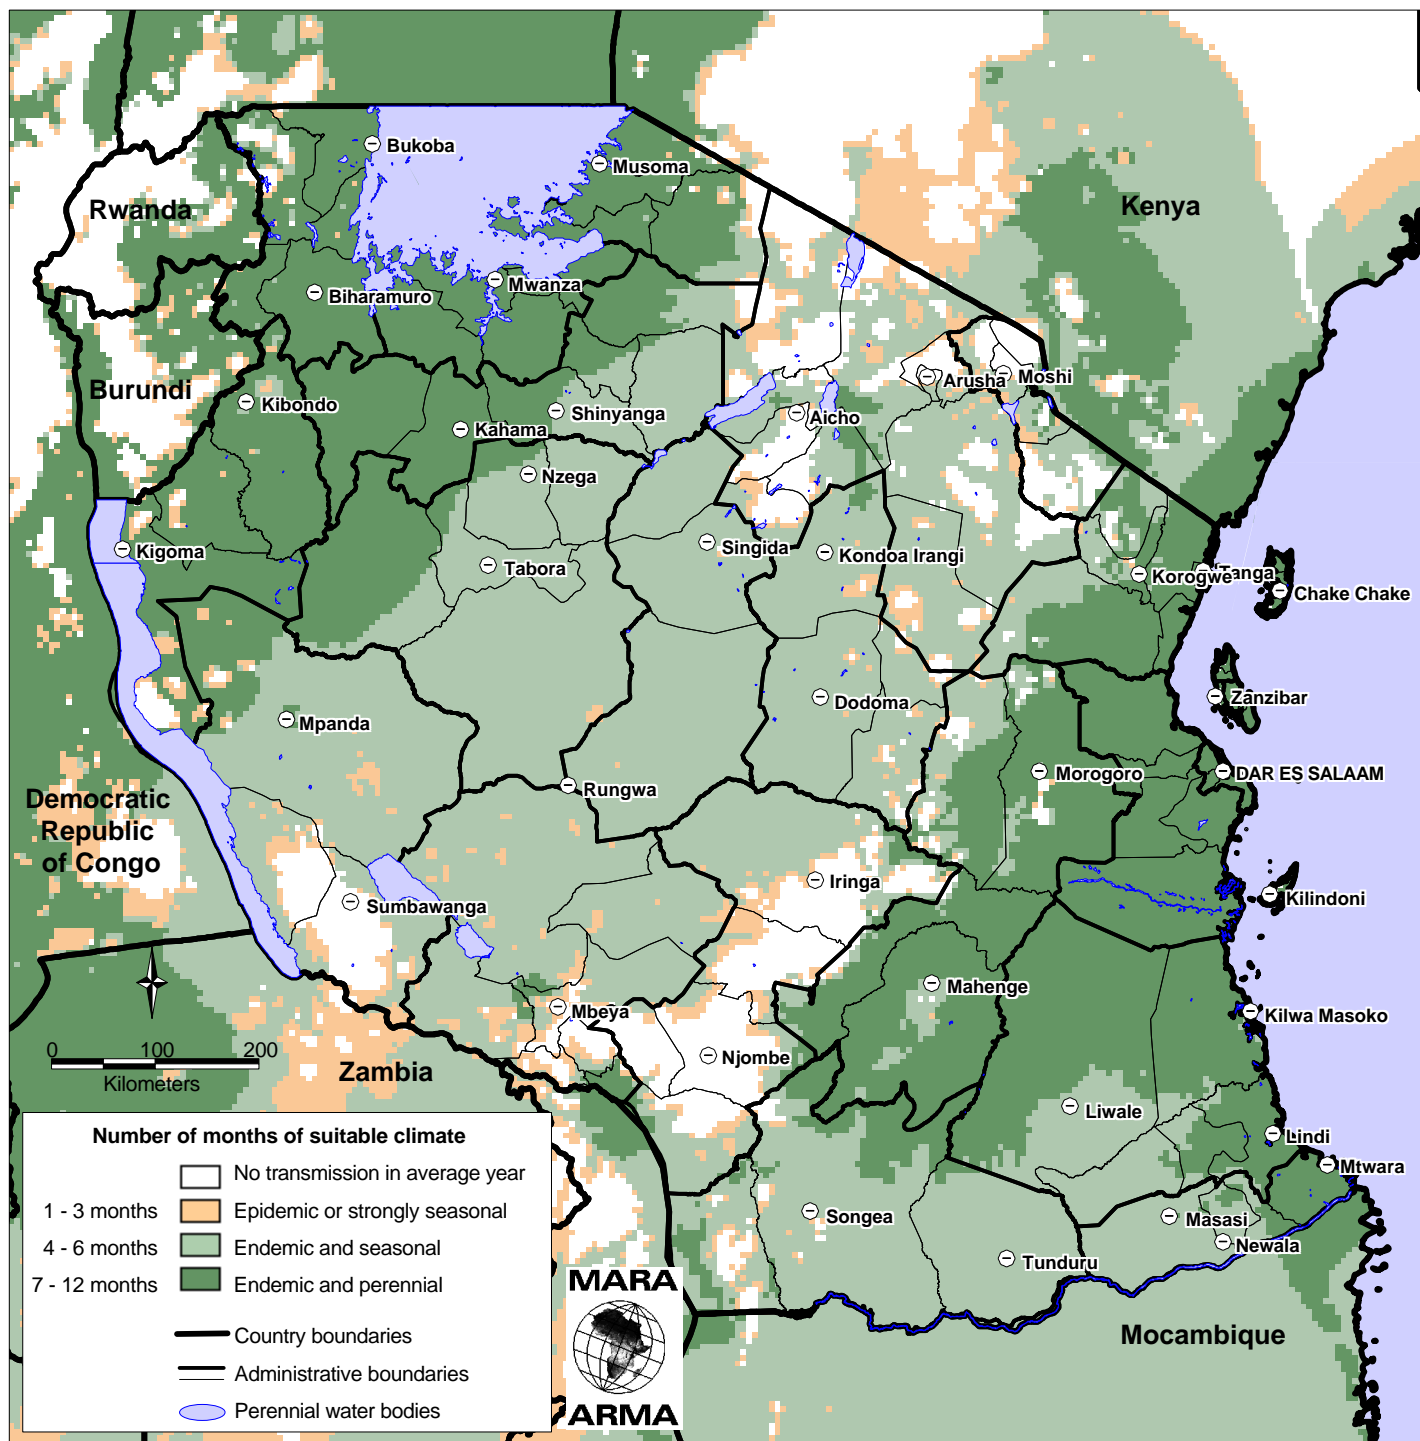 Bukoba
Musoma
Rwanda
Kenya
Mwanza
Biharamuro
Burundi
Arusha
Moshi
Kibondo
Shinyanga
Aicho
Kahama
Nzega
Kigoma
Singida
Kondoa Irangi
Tabora
Korogwe
Tanga
Chake Chake
Zanzibar
Mpanda
Dodoma
Morogoro
DAR ES SALAAM
Rungwa
Democratic
Republic
of Congo
Iringa
Sumbawanga
Kilindoni
Mahenge
Mbeya
Kilwa Masoko
Njombe
0 100 200
Kilometers
Zambia
Liwale
Lindi
Mtwara
Songea
Masasi
Newala
Tunduru
Mocambique
Number of months of suitable climate
No transmission in average year
1 - 3 months Epidemic or strongly seasonal
4 - 6 months Endemic and seasonal
7 - 12 months Endemic and perennial
Country boundaries
Administrative boundaries
Perennial water bodies
MARA
ARMA